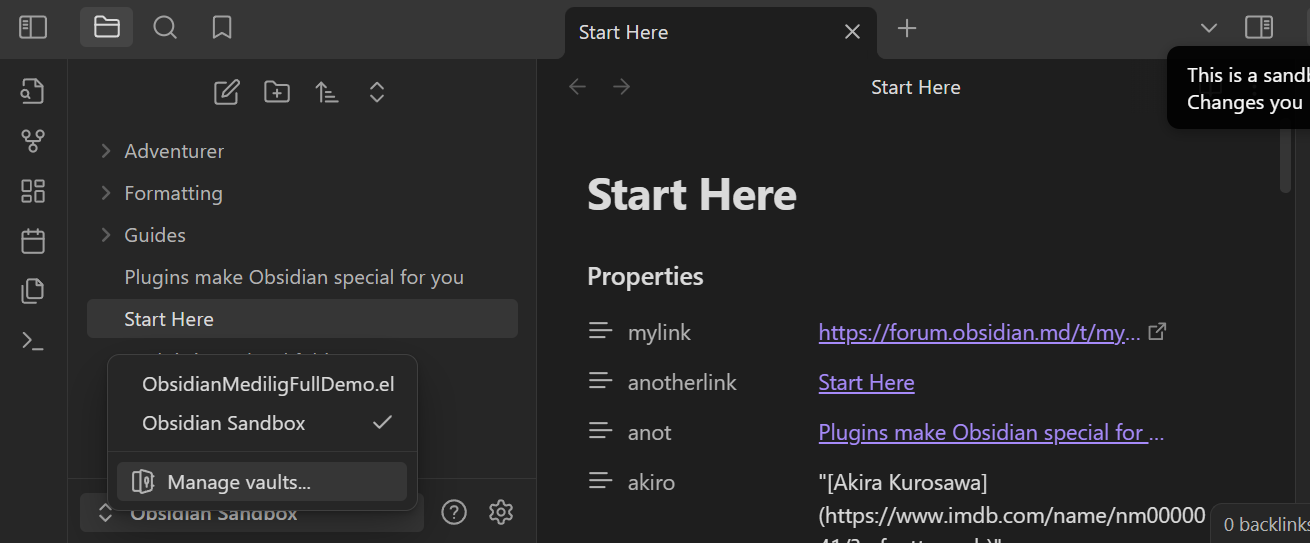 Start Here
This is a sand
Changes you
Start Here
Adventurer
Formatting
Guides
Plugins make Obsidian special for you
Start Here
ObsidianMediligFullDemo.el
Obsidian Sandbox
Manage vaults...
Obsidian Sandbox
Start Here
Properties
mylink
https://forum.obsidian.md/t/my...
anotherlink
Start Here
anot
Plugins make Obsidian special for ...
akiro
"[Akira Kurosawa]
(https://www.imdb.com/name/nm00000
0 backlinks